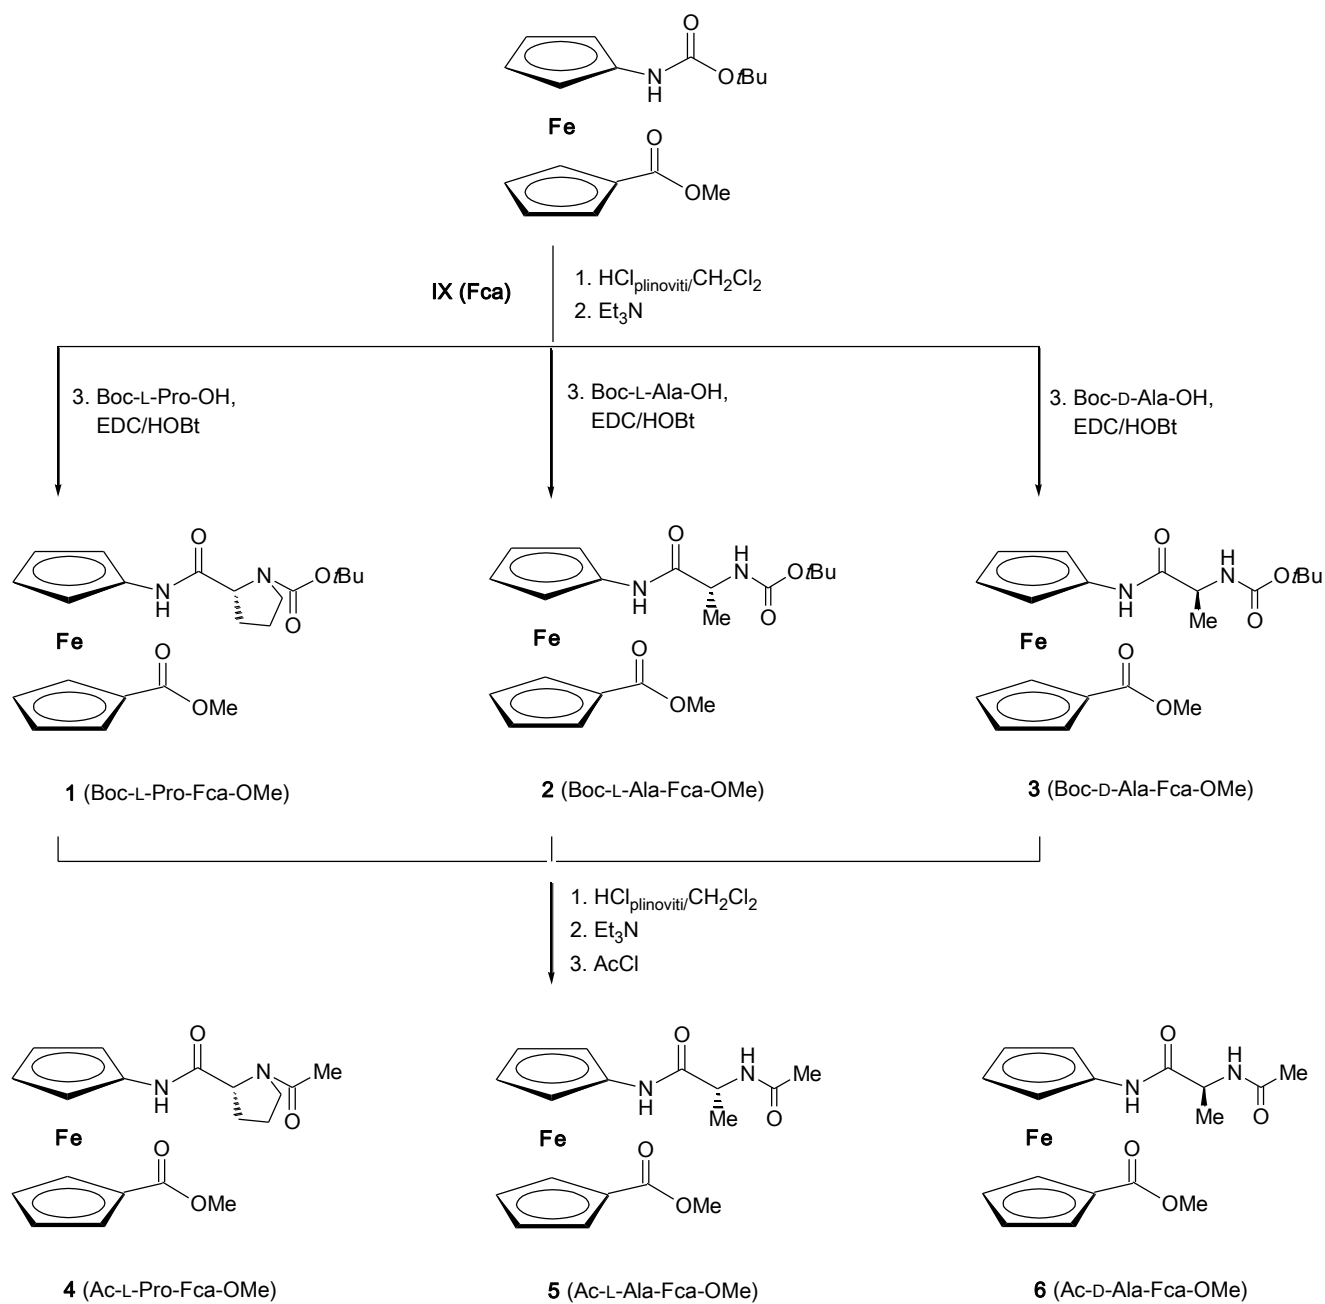 O
N
H
OtBu
Fe
O
OMe
IX (Fca)
1. HCl plinoviti/CH2Cl2
2. Et3N
3. Boc-L-Pro-OH,
EDC/HOBt
3. Boc-L-Ala-OH,
EDC/HOBt
3. Boc-D-Ala-OH,
EDC/HOBt
O
N
H
N
OtBu
O
Fe
O
OMe
O
N
H
H
N
Me
O
OtBu
Fe
O
OMe
O
N
H
H
N
Me
O
OtBu
Fe
O
OMe
1 (Boc-L-Pro-Fca-OMe)
2 (Boc-L-Ala-Fca-OMe)
3 (Boc-D-Ala-Fca-OMe)
1. HCl plinoviti/CH2Cl2
2. Et3N
3. AcCl
O
N
H
N
Me
O
Fe
O
OMe
O
N
H
H
N
Me
Me
O
Fe
O
OMe
O
N
H
H
N
Me
Me
O
Fe
O
OMe
4 (Ac-L-Pro-Fca-OMe)
5 (Ac-L-Ala-Fca-OMe)
6 (Ac-D-Ala-Fca-OMe)